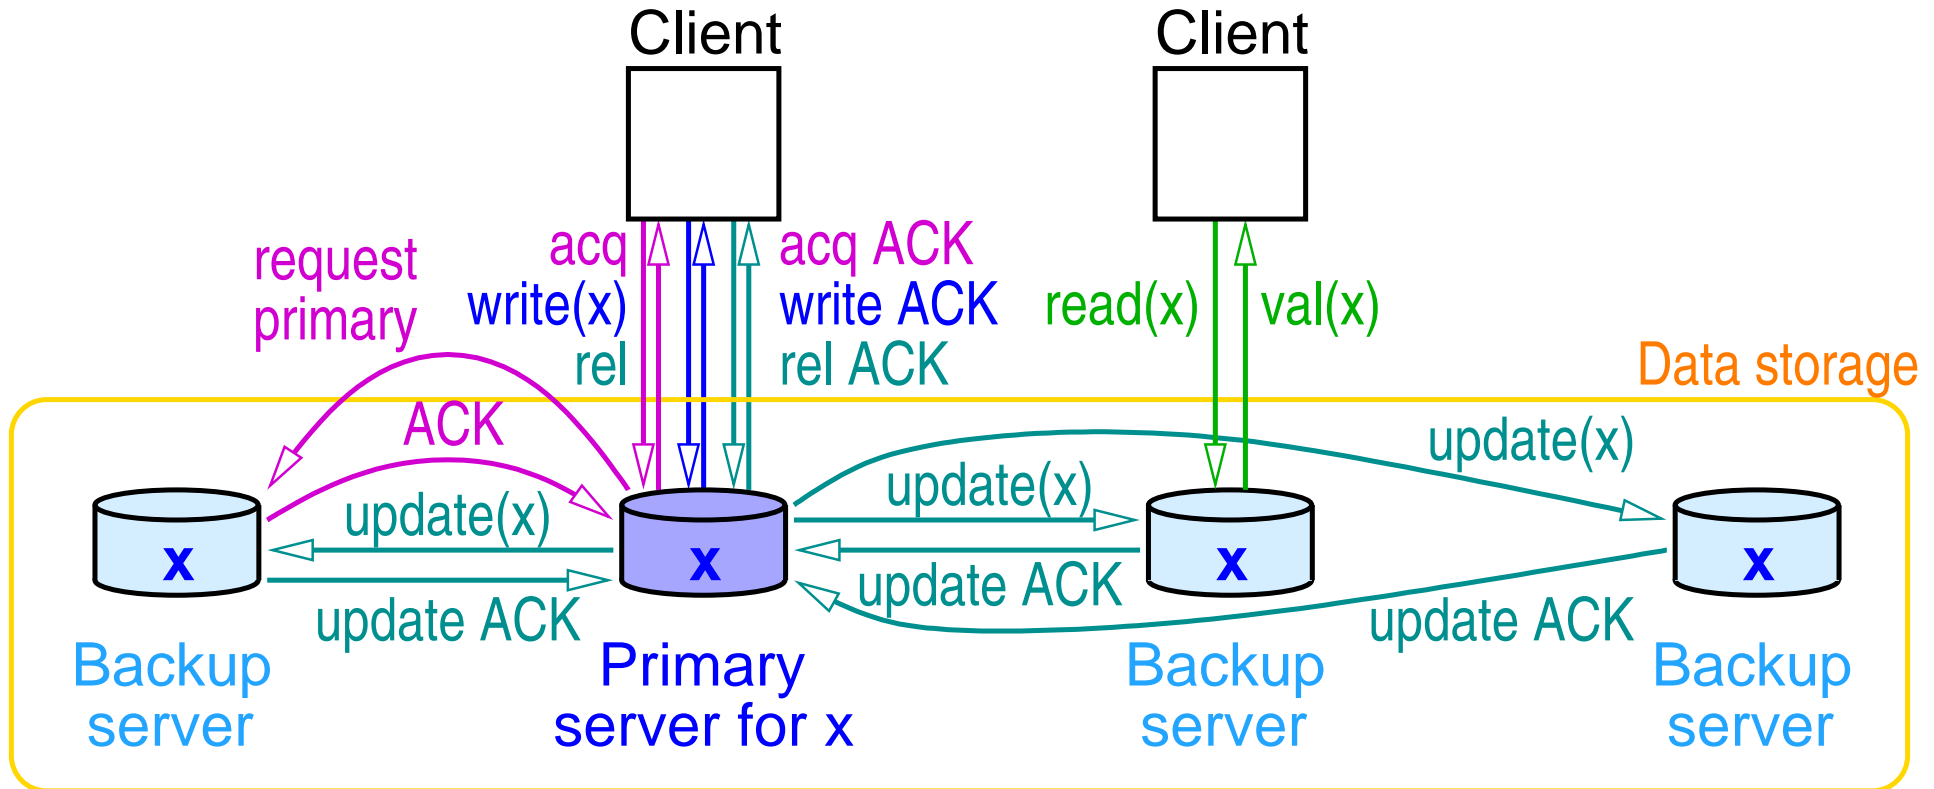 Client
Client
request
primary
acq
write(x)
rel
acq ACK
write ACK
rel ACK
read(x)
val(x)
Data storage
ACK
update(x)
update(x)
update(x)
x
x
x
x
update ACK
update ACK
update ACK
Backup
server
Primary
server for x
Backup
server
Backup
server